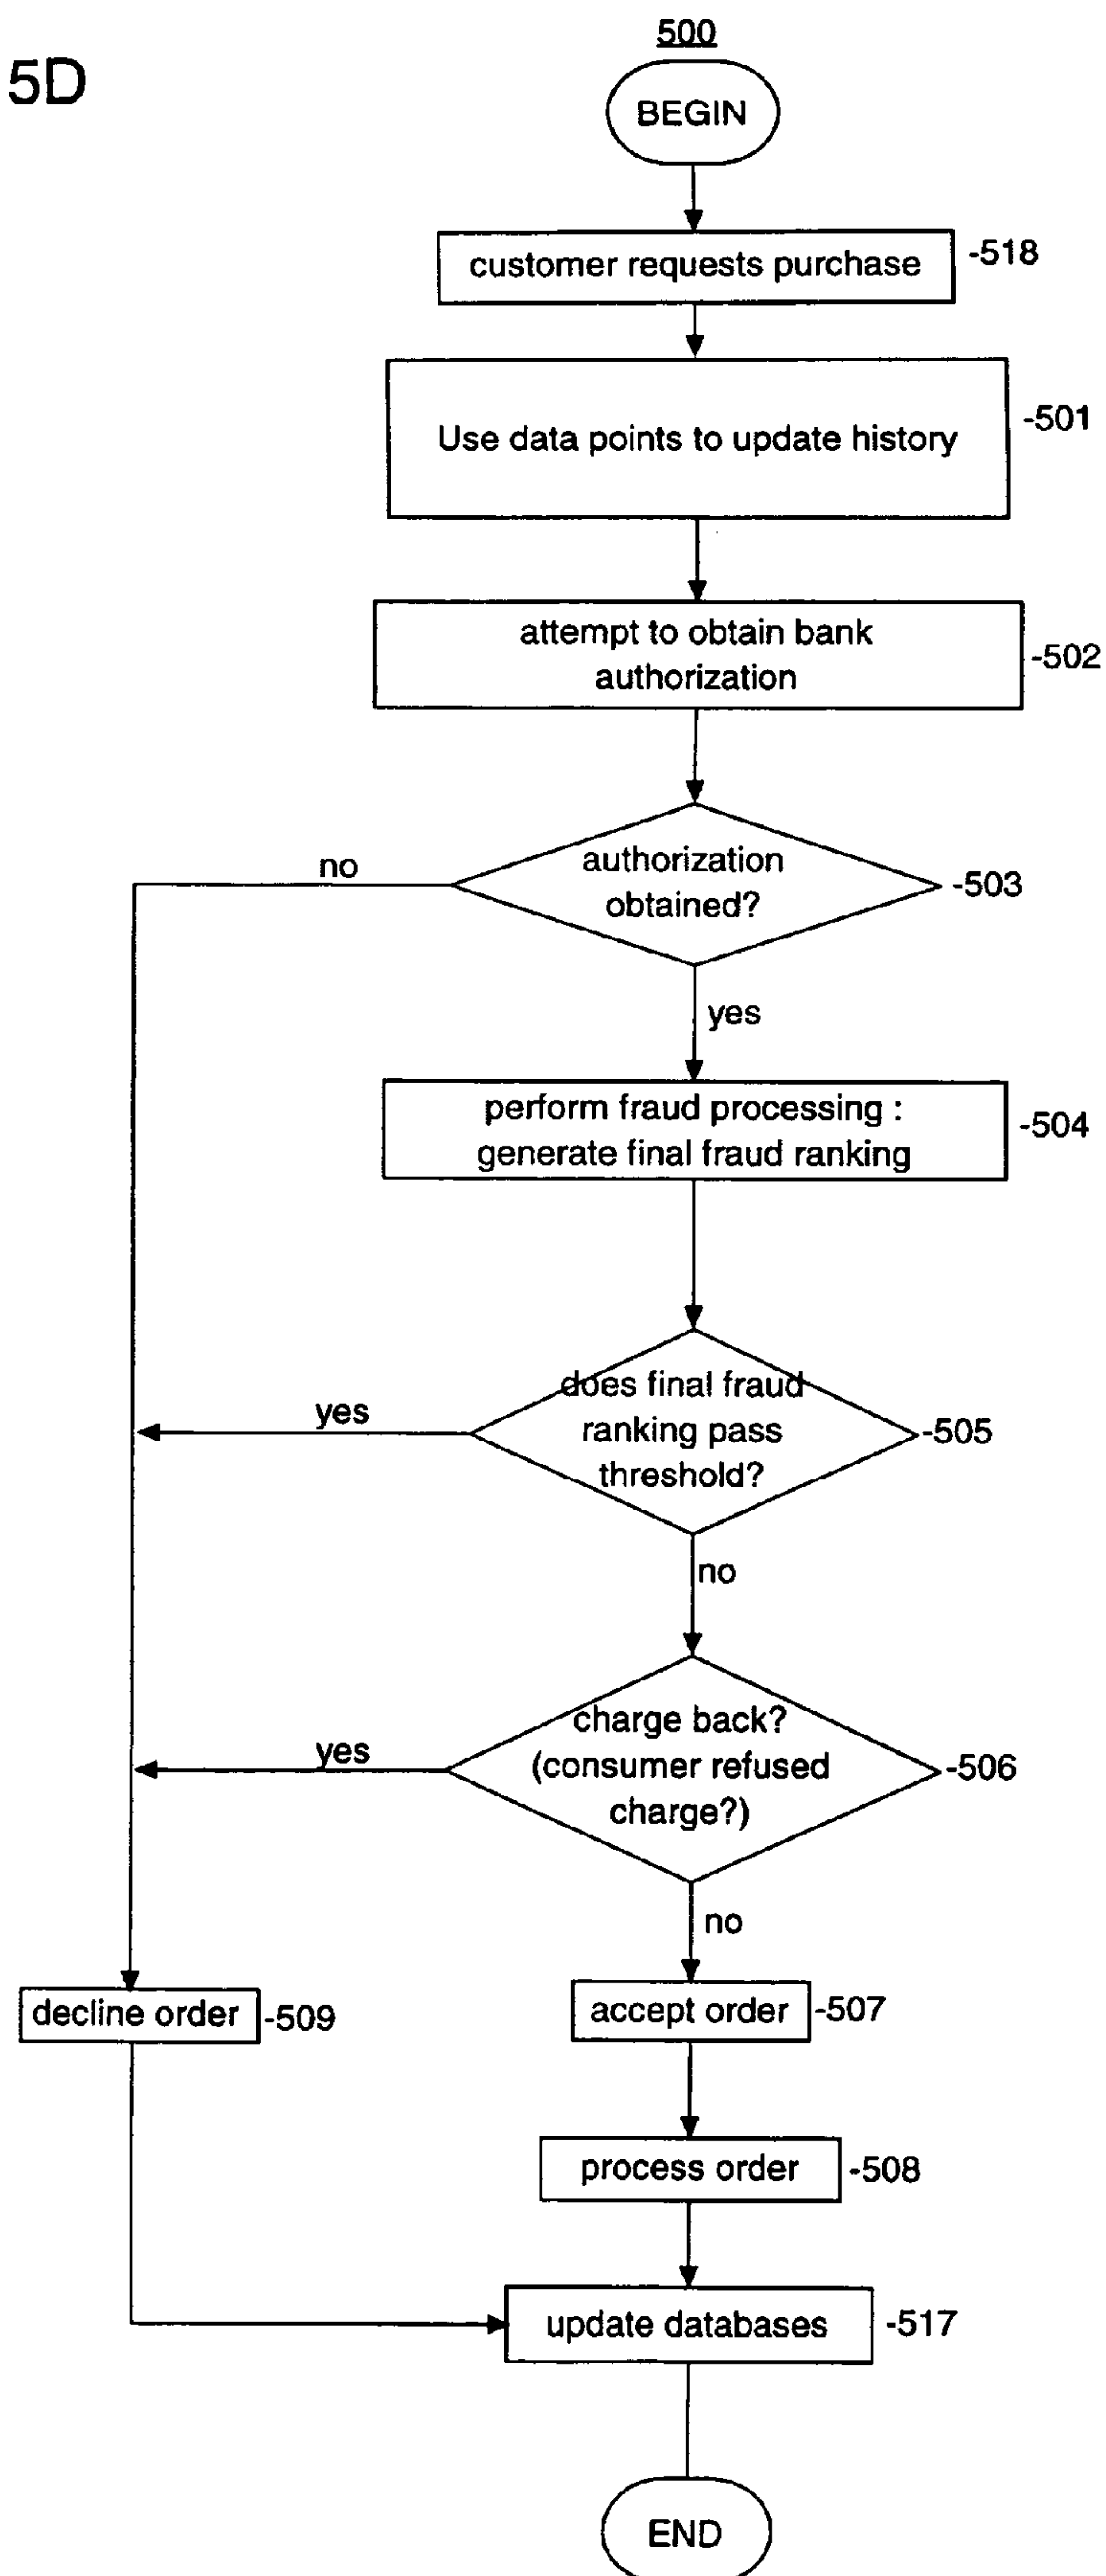 5D
500
BEGIN
customer requests purchase
-518
Use data points to update history
-501
attempt to obtain bank
authorization
-502
authorization
obtained?
-503
no
yes
perform fraud processing :
generate final fraud ranking
-504
does final fraud
ranking pass
threshold?
-505
yes
no
charge back?
(consumer refused
charge?)
-506
yes
no
decline order
-509
accept order
-507
process order
-508
update databases
-517
END